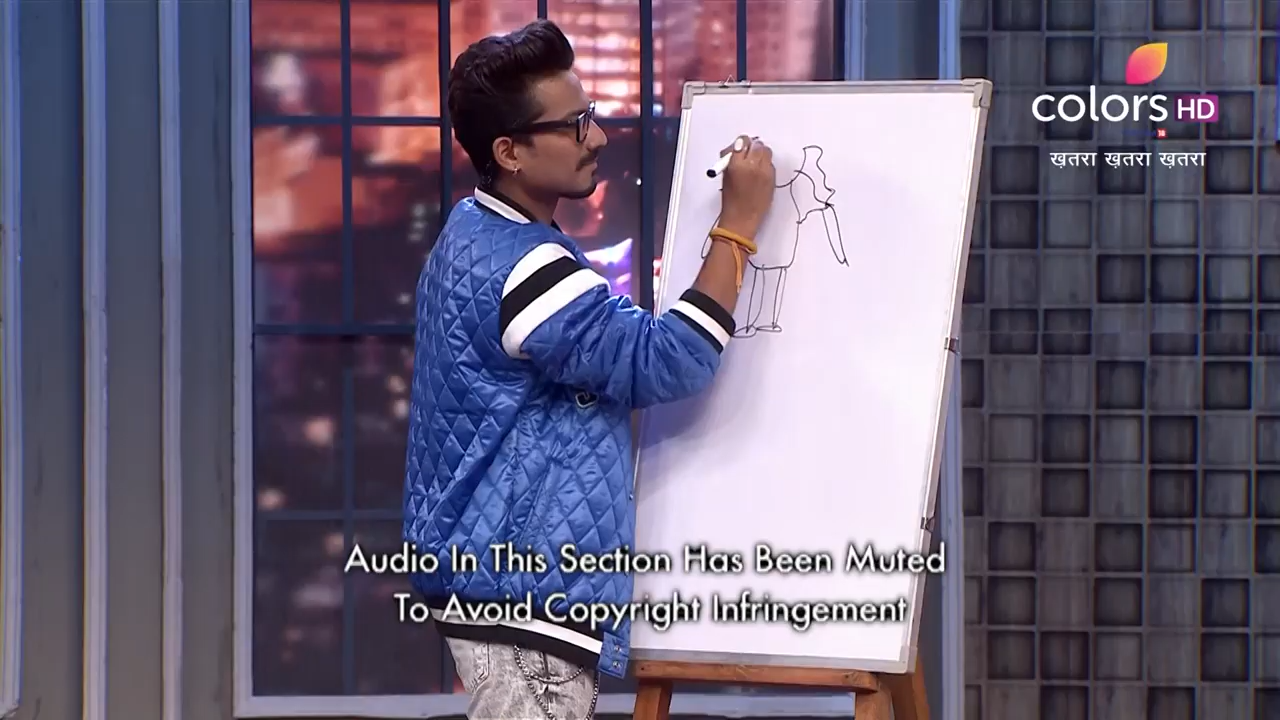 colors HD
ख़तरा ख़तरा ख़तरा
Audio In This Section Has Been Muted
To Avoid Copyright Infringement